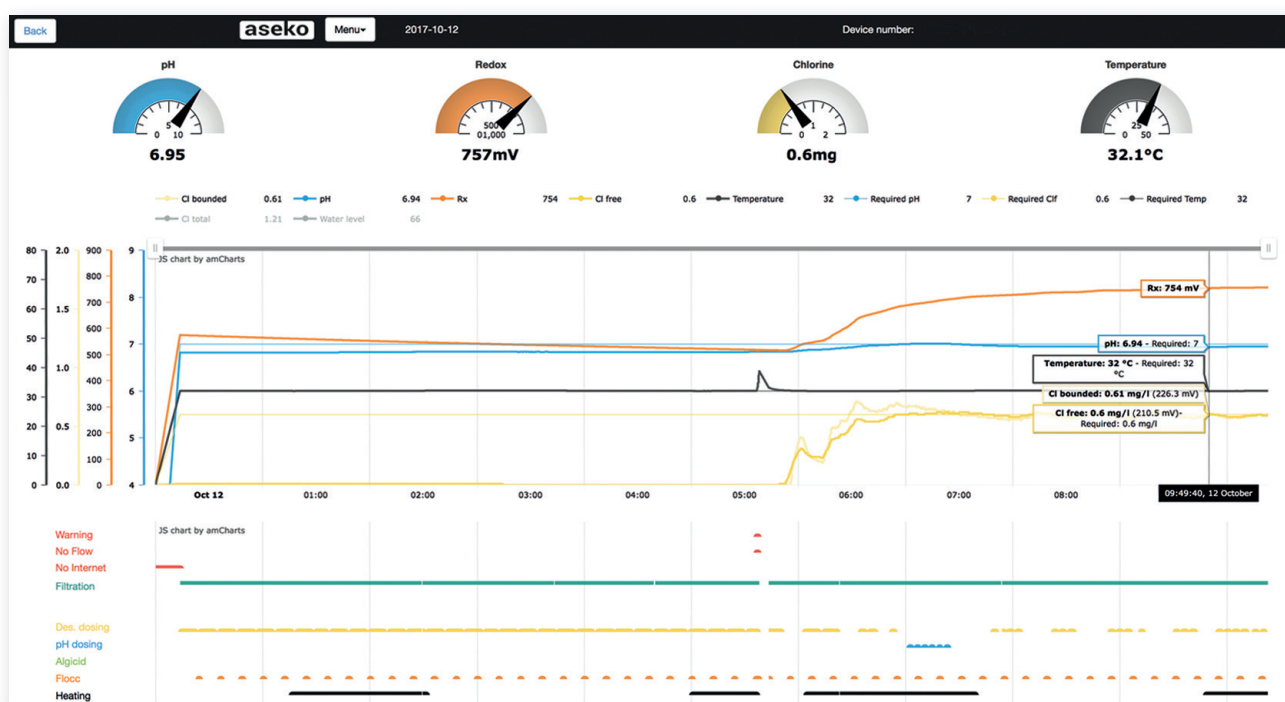 Back
aseko
Menu
2017-10-12
Device number:
pH
Redox
Chlorine
Temperature
5
0 10
500
01,000
1
0 2
25
0 50
6.95
757mV
0.6mg
32.1°C
Cl bounded 0.61 pH 6.94 Rx 754 Cl free 0.6 Temperature 32 Required pH 7 Required Clf 0.6 Required Temp 32
Cl total 1.21 Water level 66
JS chart by amCharts
80 2.0 900 9
70 800 8
60 1.5 700
50 600 7
40 1.0 500
400 6
30 300
20 0.5 200 5
10 100
0 0.0 0 4
Rx: 754 mV
pH: 6.94 - Required: 7
Temperature: 32 °C - Required: 32
°C
Cl bounded: 0.61 mg/l (226.3 mV)
Cl free: 0.6 mg/l (210.5 mV)-
Required: 0.6 mg/l
Oct 12 01:00 02:00 03:00 04:00 05:00 06:00 07:00 08:00
09:49:40, 12 October
JS chart by amCharts
Warning
No Flow
No Internet
Filtration
Des. dosing
pH dosing
Algicid
Flocc
Heating